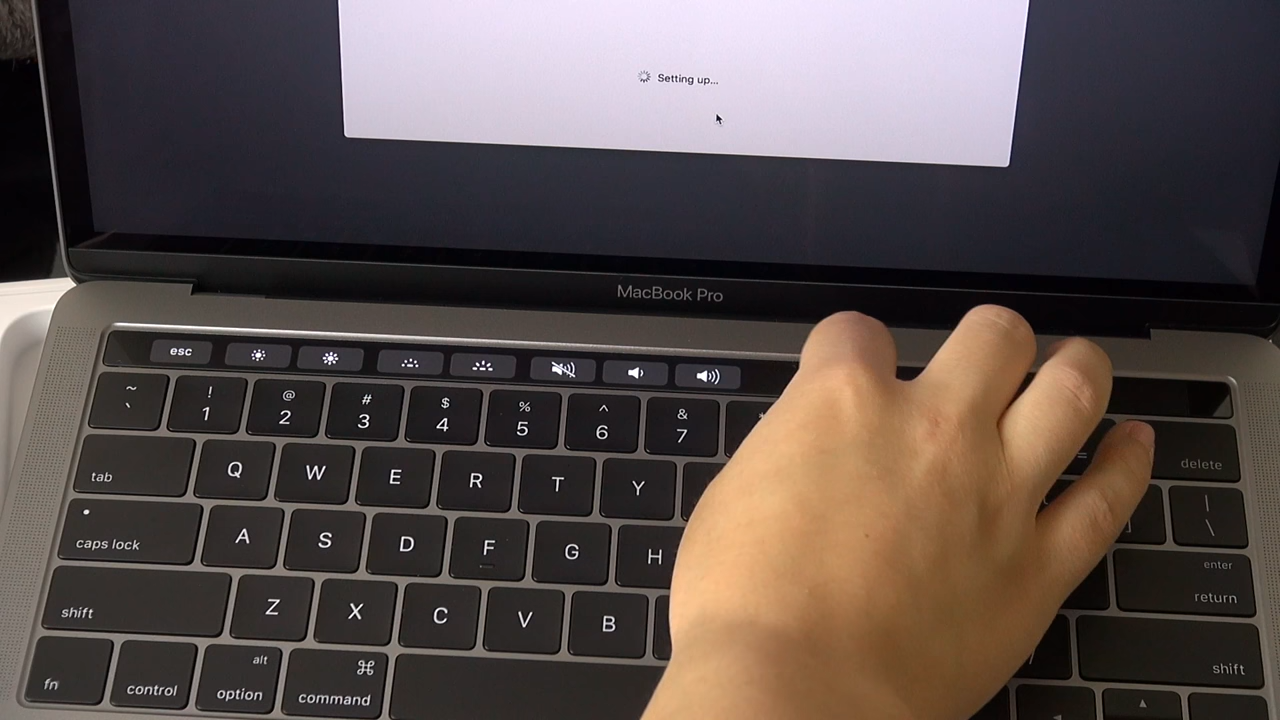 Setting up...
MacBook Pro
esc
~ ! @ # $ % ^ &
` 1 2 3 4 5 6 7 =
delete
tab Q W E R T Y | \
caps lock A S D F G H
enter
return
shift Z X C V B shift
fn control alt option ⌘ command